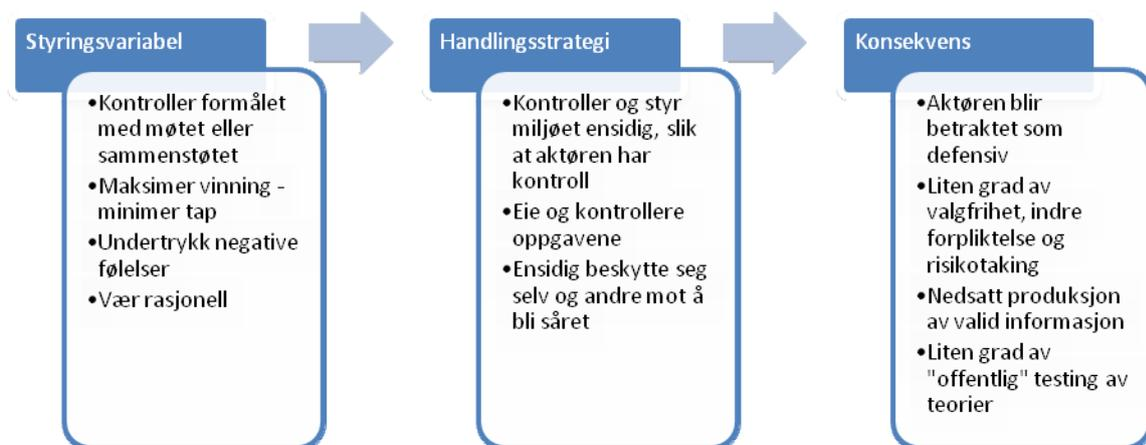 Styringsvariabel
•Kontroller formålet
med møtet eller
sammenstøtet
•Maksimer vinning -
minimer tap
•Undertrykk negative
følelser
•Vær rasjonell
Handlingsstrategi
•Kontroller og styr
miljøet ensidig, slik
at aktøren har
kontroll
•Eie og kontrollere
oppgavene
•Ensidig beskytte seg
selv og andre mot å
bli såret
Konsekvens
•Aktøren blir
betraktet som
defensiv
•Liten grad av
valgfrihet, indre
forpliktelse og
risikotaking
•Nedsatt produksjon
av valid informasjon
•Liten grad av
"offentlig" testing av
teorier